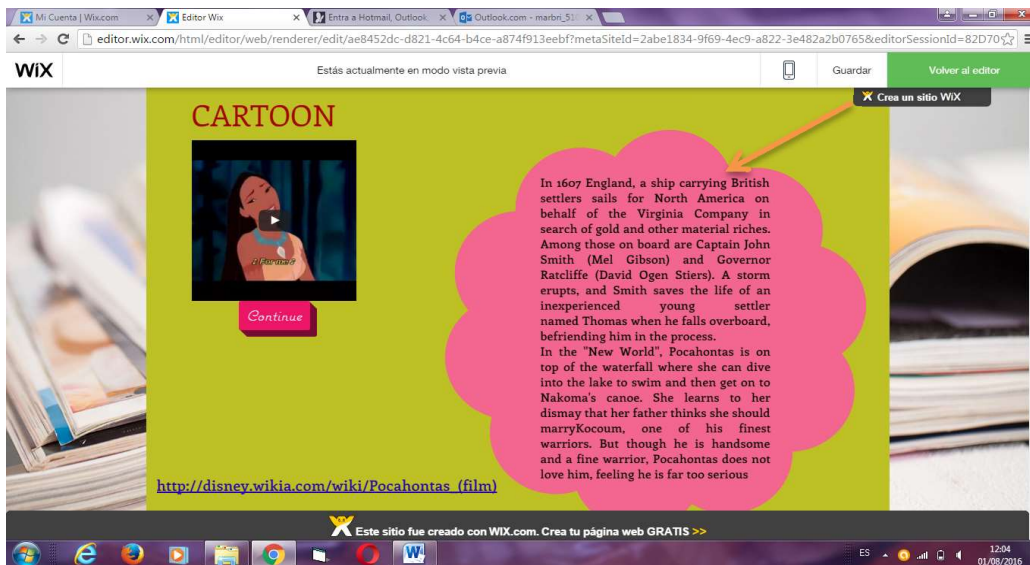 Mi Cuenta | Wix.com
Editor Wix
Entra a Hotmail, Outlook,
Outlook.com - marbri_51
editor.wix.com/html/editor/web/renderer/edit/ae8452dc-d821-4c64-b4ce-a874f913eebf?metaSiteId=2abe1834-9f69-4ec9-a822-3e482a2b0765&editorSessionId=82D70
WiX
Estás actualmente en modo vista previa
Guardar
Volver al editor
Crea un sitio WiX
CARTOON
Continue
In 1607 England, a ship carrying British
settlers sails for North America on
behalf of the Virginia Company in
search of gold and other material riches.
Among those on board are Captain John
Smith (Mel Gibson) and Governor
Ratcliffe (David Ogen Stiers). A storm
erupts, and Smith saves the life of an
inexperienced young settler
named Thomas when he falls overboard,
befriending him in the process.
In the "New World", Pocahontas is on
top of the waterfall where she can dive
into the lake to swim and then get on to
Nakoma's canoe. She learns to her
dismay that her father thinks she should
marryKocoum, one of his finest
warriors. But though he is handsome
and a fine warrior, Pocahontas does not
love him, feeling he is far too serious
http://disney.wikia.com/wiki/Pocahontas_(film)
Este sitio fue creado con WIX.com. Crea tu página web GRATIS >>
ES
12:04
01/08/2016